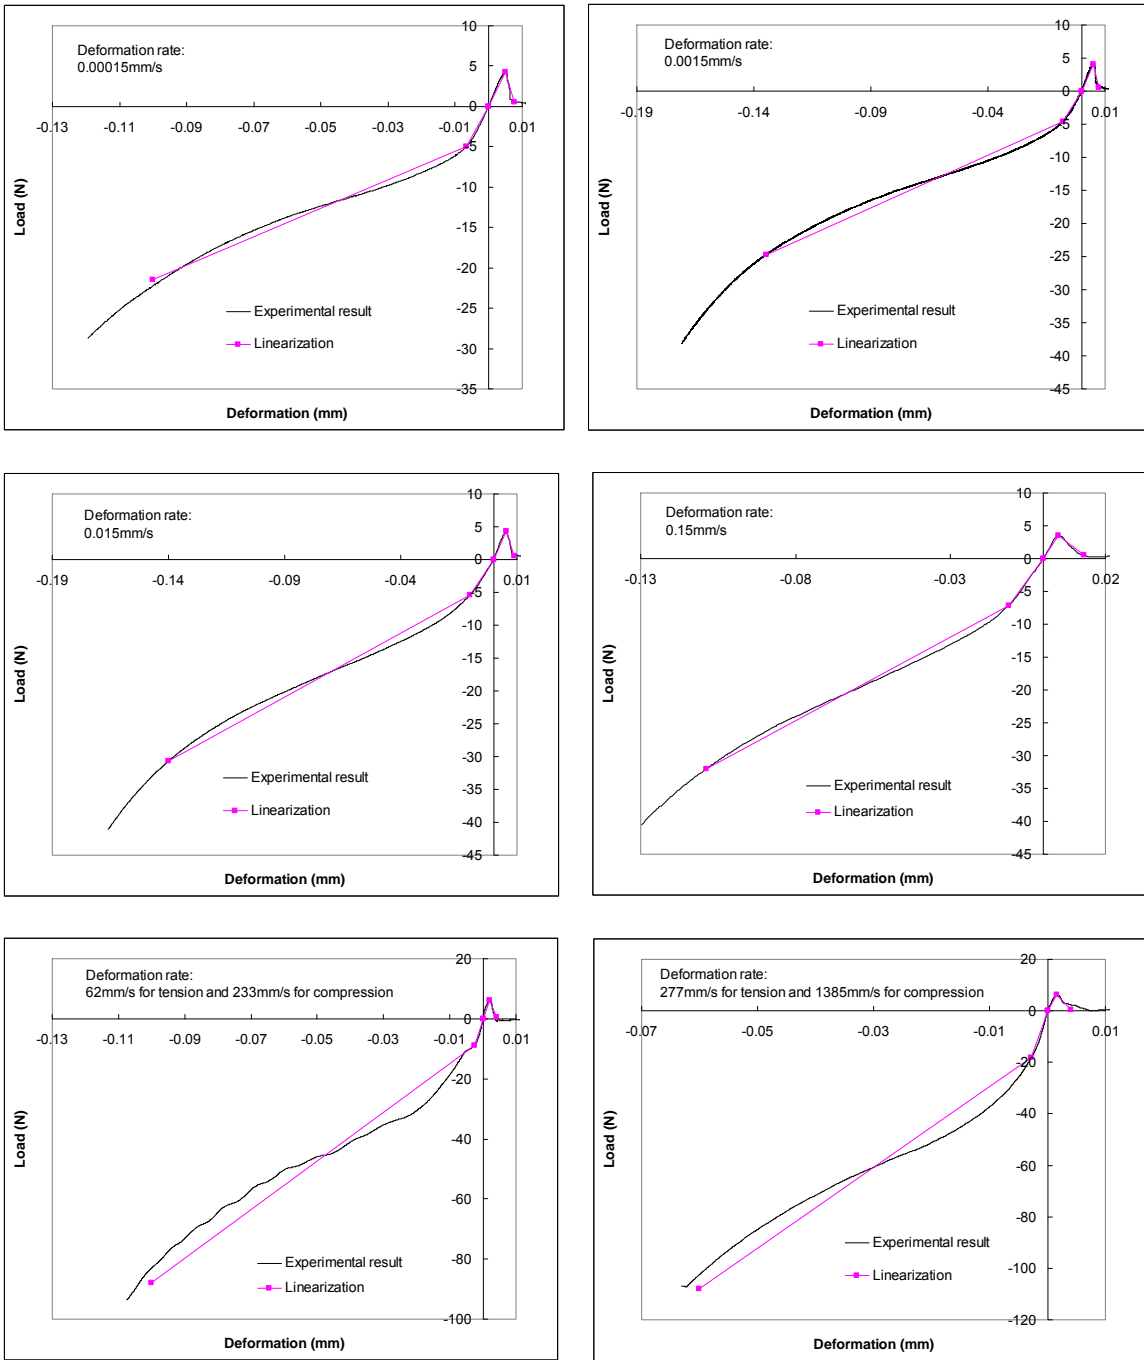 Deformation rate:
0.00015mm/s
10
5
0
-5
-10
-15
-20
-25
-30
-35
-0.13 -0.11 -0.09 -0.07 -0.05 -0.03 -0.01 0.01
Load (N)
Experimental result
Linearization
Deformation (mm)
Deformation rate:
0.0015mm/s
10
5
0
-5
-10
-15
-20
-25
-30
-35
-40
-45
-0.19 -0.14 -0.09 -0.04 0.01
Load (N)
Experimental result
Linearization
Deformation (mm)
Deformation rate:
0.015mm/s
10
5
0
-5
-10
-15
-20
-25
-30
-35
-40
-45
-0.19 -0.14 -0.09 -0.04 0.01
Load (N)
Experimental result
Linearization
Deformation (mm)
Deformation rate:
0.15mm/s
10
5
0
-5
-10
-15
-20
-25
-30
-35
-40
-45
-0.13 -0.08 -0.03 0.02
Load (N)
Experimental result
Linearization
Deformation (mm)
Deformation rate:
62mm/s for tension and 233mm/s for compression
20
0
-20
-40
-60
-80
-100
-0.13 -0.11 -0.09 -0.07 -0.05 -0.03 -0.01 0.01
Load (N)
Experimental result
Linearization
Deformation (mm)
Deformation rate:
277mm/s for tension and 1385mm/s for compression
20
0
-20
-40
-60
-80
-100
-120
-0.07 -0.05 -0.03 -0.01 0.01
Load (N)
Experimental result
Linearization
Deformation (mm)